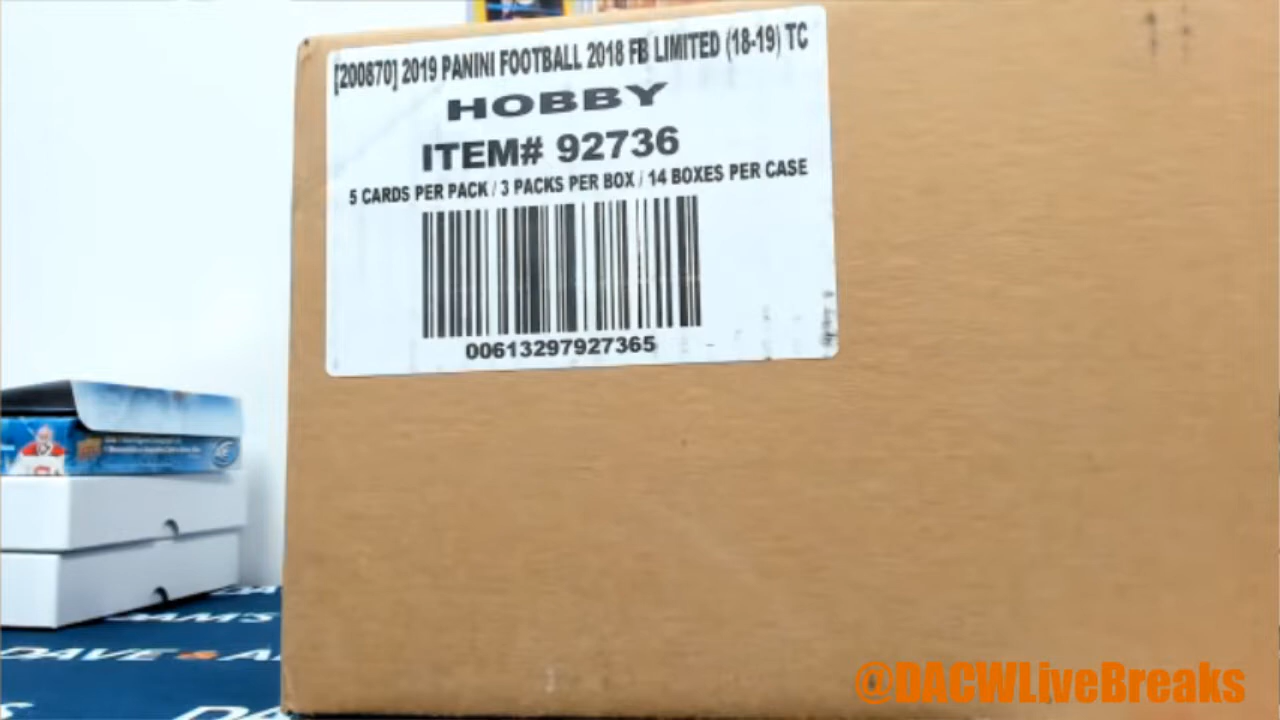 [200870] 2019 PANINI FOOTBALL 2018 FB LIMITED (18-19) TC
HOBBY
ITEM# 92736
5 CARDS PER PACK / 3 PACKS PER BOX / 14 BOXES PER CASE
00613297927365
DAVE & A
@DACWLiveBreaks